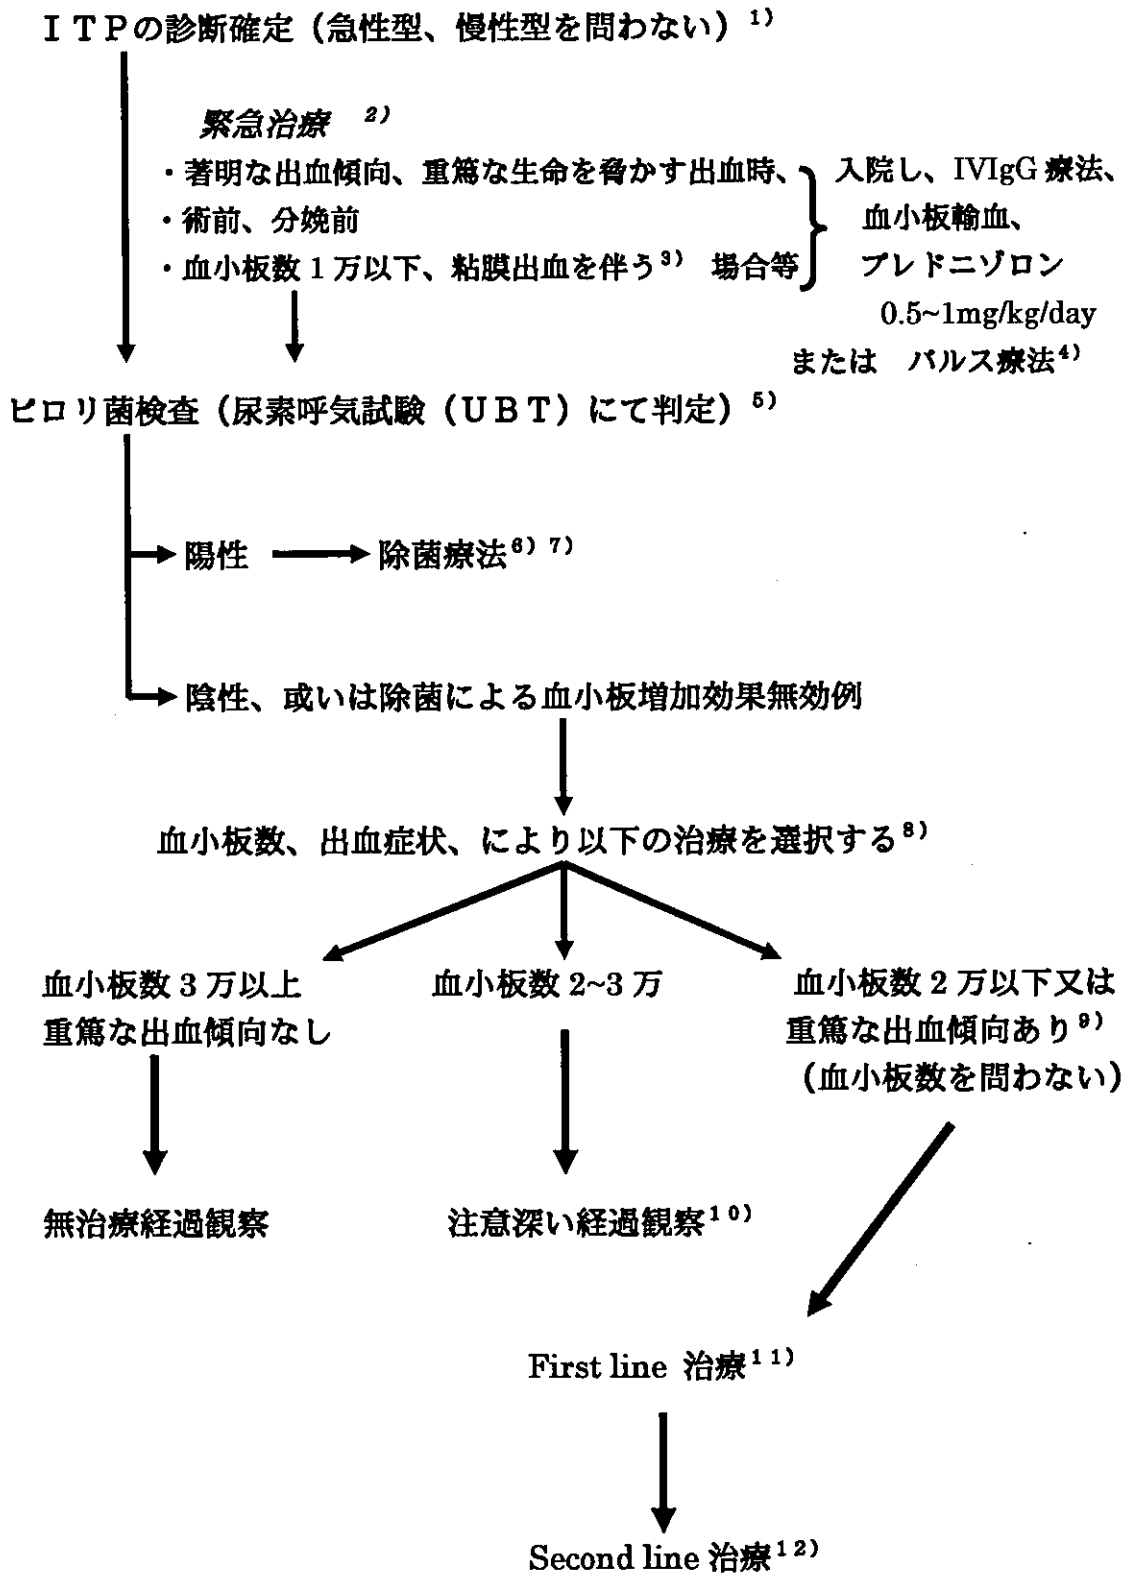 ＩＴＰの診断確定（急性型、慢性型を問わない）1)
緊急治療 2)
・著明な出血傾向、重篤な生命を脅かす出血時、
・術前、分娩前
・血小板数 1 万以下、粘膜出血を伴う3) 場合等
入院し、IVIgG 療法、
血小板輸血、
プレドニゾロン
0.5~1mg/kg/day
または パルス療法4)
ピロリ菌検査（尿素呼気試験（ＵＢＴ）にて判定）5)
陽性
除菌療法6) 7)
陰性、或いは除菌による血小板増加効果無効例
血小板数、出血症状、により以下の治療を選択する8)
血小板数 3 万以上
重篤な出血傾向なし
血小板数 2~3 万
血小板数 2 万以下又は
重篤な出血傾向あり9)
（血小板数を問わない）
無治療経過観察
注意深い経過観察10)
First line 治療11)
Second line 治療12)